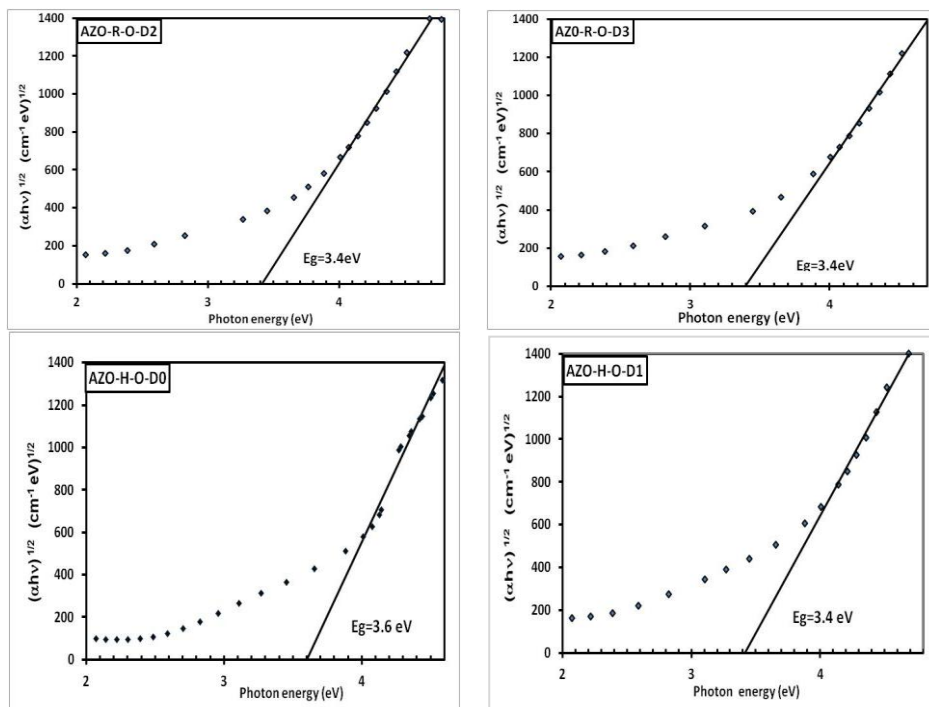 AZO-R-O-D2
(αhν) 1/2 (cm-1 eV)1/2
1400
1200
1000
800
600
400
200
0
2
3
4
Eg=3.4eV
Photon energy (eV)
AZ0-R-O-D3
(αhν) 1/2 (cm-1 eV)1/2
1400
1200
1000
800
600
400
200
0
2
3
4
Eg=3.4eV
Photon energy (eV)
AZO-H-O-D0
(αhν) 1/2 (cm-1 eV)1/2
1400
1200
1000
800
600
400
200
0
2
3
4
Eg=3.6 eV
Photon energy (eV)
AZO-H-O-D1
(αhν) 1/2 (cm-1 eV)1/2
1400
1200
1000
800
600
400
200
0
2
3
4
Eg=3.4 eV
Photon energy (eV)